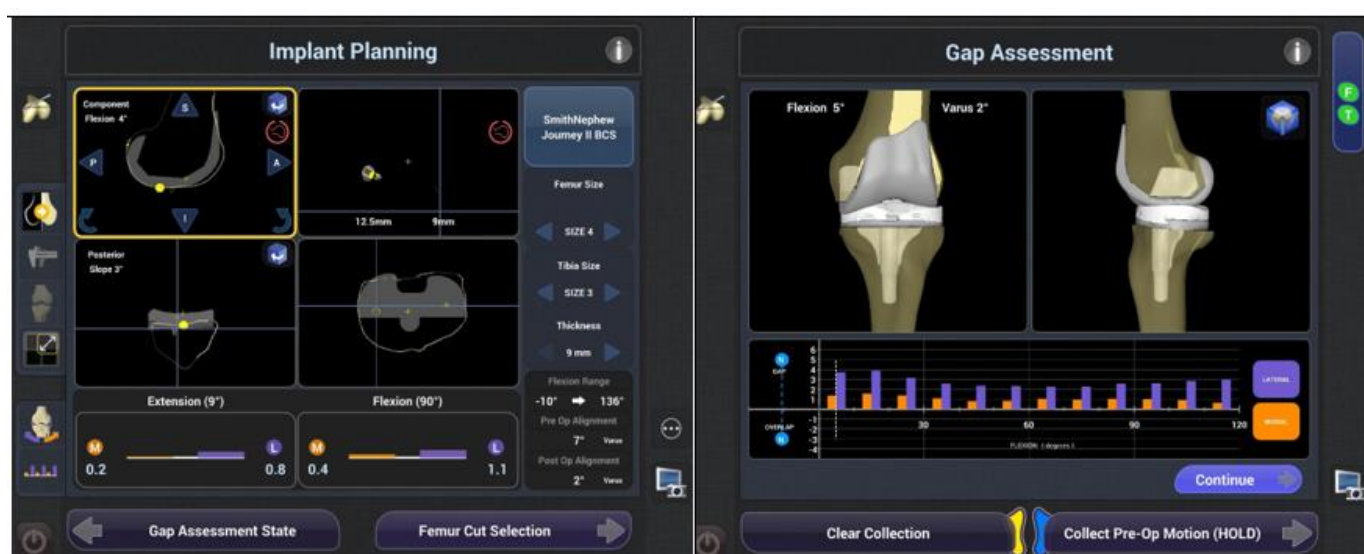 Implant Planning
i
Component
Flexion 4°
S
P
A
I
12.5mm
9mm
Posterior
Slope 3°
SmithNephew
Journey II BCS
Femur Size
SIZE 4
Tibia Size
SIZE 3
Thickness
9 mm
Flexion Range
-10°
136°
Pre Op Alignment
7° Varus
Post Op Alignment
2° Varus
Extension (9°)
M
L
0.2
0.8
Flexion (90°)
M
L
0.4
1.1
Gap Assessment State
Femur Cut Selection
Gap Assessment
i
F
T
Flexion 5°
Varus 2°
N
GAP
OVERLAP
N
6
5
4
3
2
1
-1
-2
-3
-4
30
60
90
120
FLEXION (degrees)
LATERAL
MEDIAL
Continue
Clear Collection
Collect Pre-Op Motion (HOLD)